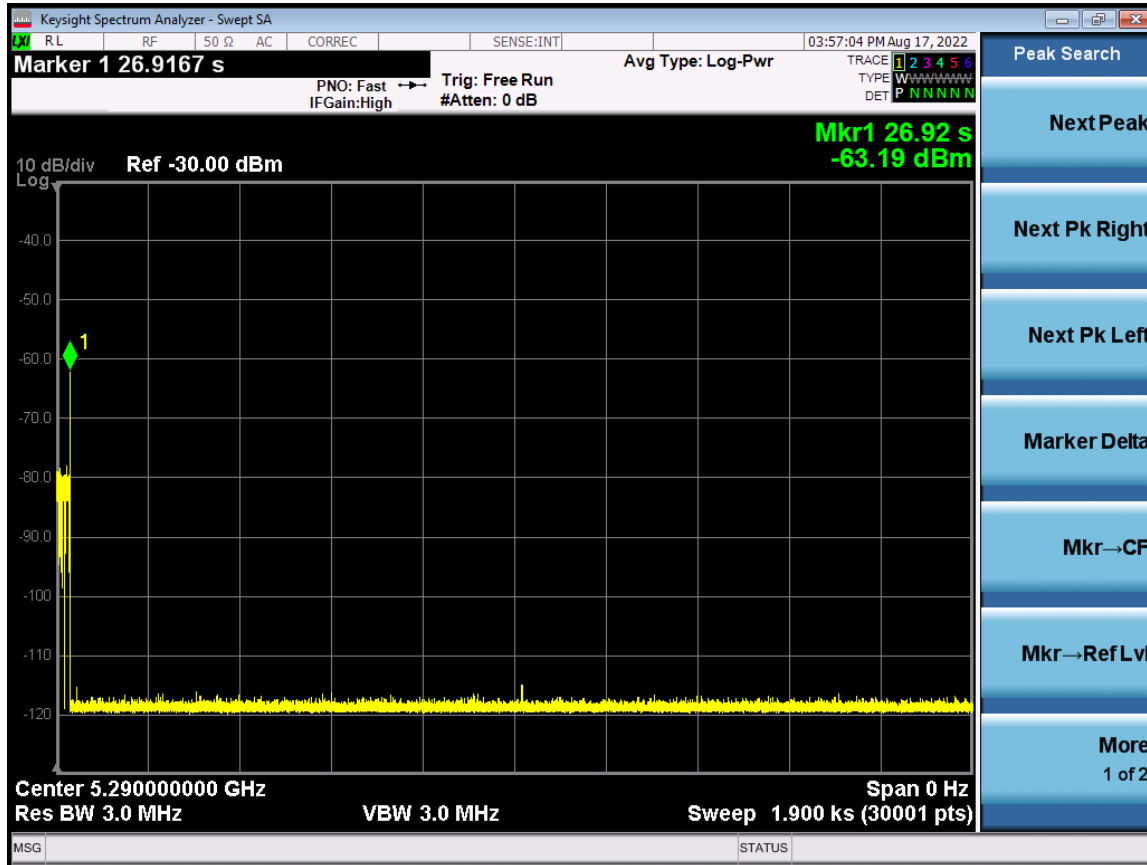 Keysight Spectrum Analyzer - Swept SA
LXI RL RF 50 Ω AC CORREC SENSE:INT 03:57:04 PM Aug 17, 2022
Marker 1 26.9167 s
PNO: Fast
IFGain:High
Trig: Free Run
#Atten: 0 dB
Avg Type: Log-Pwr
TRACE 1 2 3 4 5 6
TYPE WWWWWW
DET P N N N N N
Mkr1 26.92 s
-63.19 dBm
10 dB/div
Log
Ref -30.00 dBm
-40.0
-50.0
1
-60.0
-70.0
-80.0
-90.0
-100
-110
-120
Center 5.290000000 GHz
Span 0 Hz
Res BW 3.0 MHz
VBW 3.0 MHz
Sweep 1.900 ks (30001 pts)
MSG
STATUS
Peak Search
Next Peak
Next Pk Right
Next Pk Left
Marker Delta
Mkr→CF
Mkr→Ref Lvl
More
1 of 2